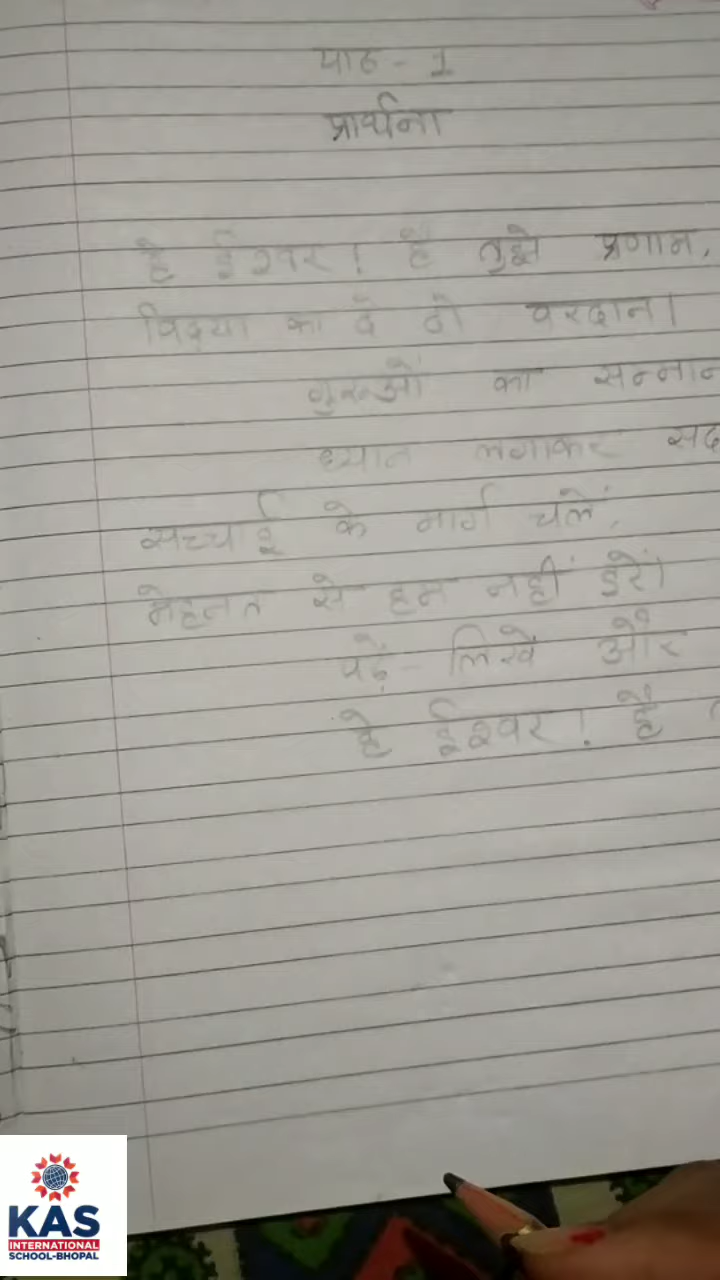 पाठ - 1
प्रार्थना
हे ईश्वर ! है तुझे प्रणाम,
विद्या का दे दो वरदान।
गुरुओं का सम्मान
ध्यान लगाकर सद
सच्चाई के मार्ग चलें,
मेहनत से हम नहीं डरें।
पढ़ें - लिखें और
हे ईश्वर ! है
KAS
INTERNATIONAL
SCHOOL-BHOPAL